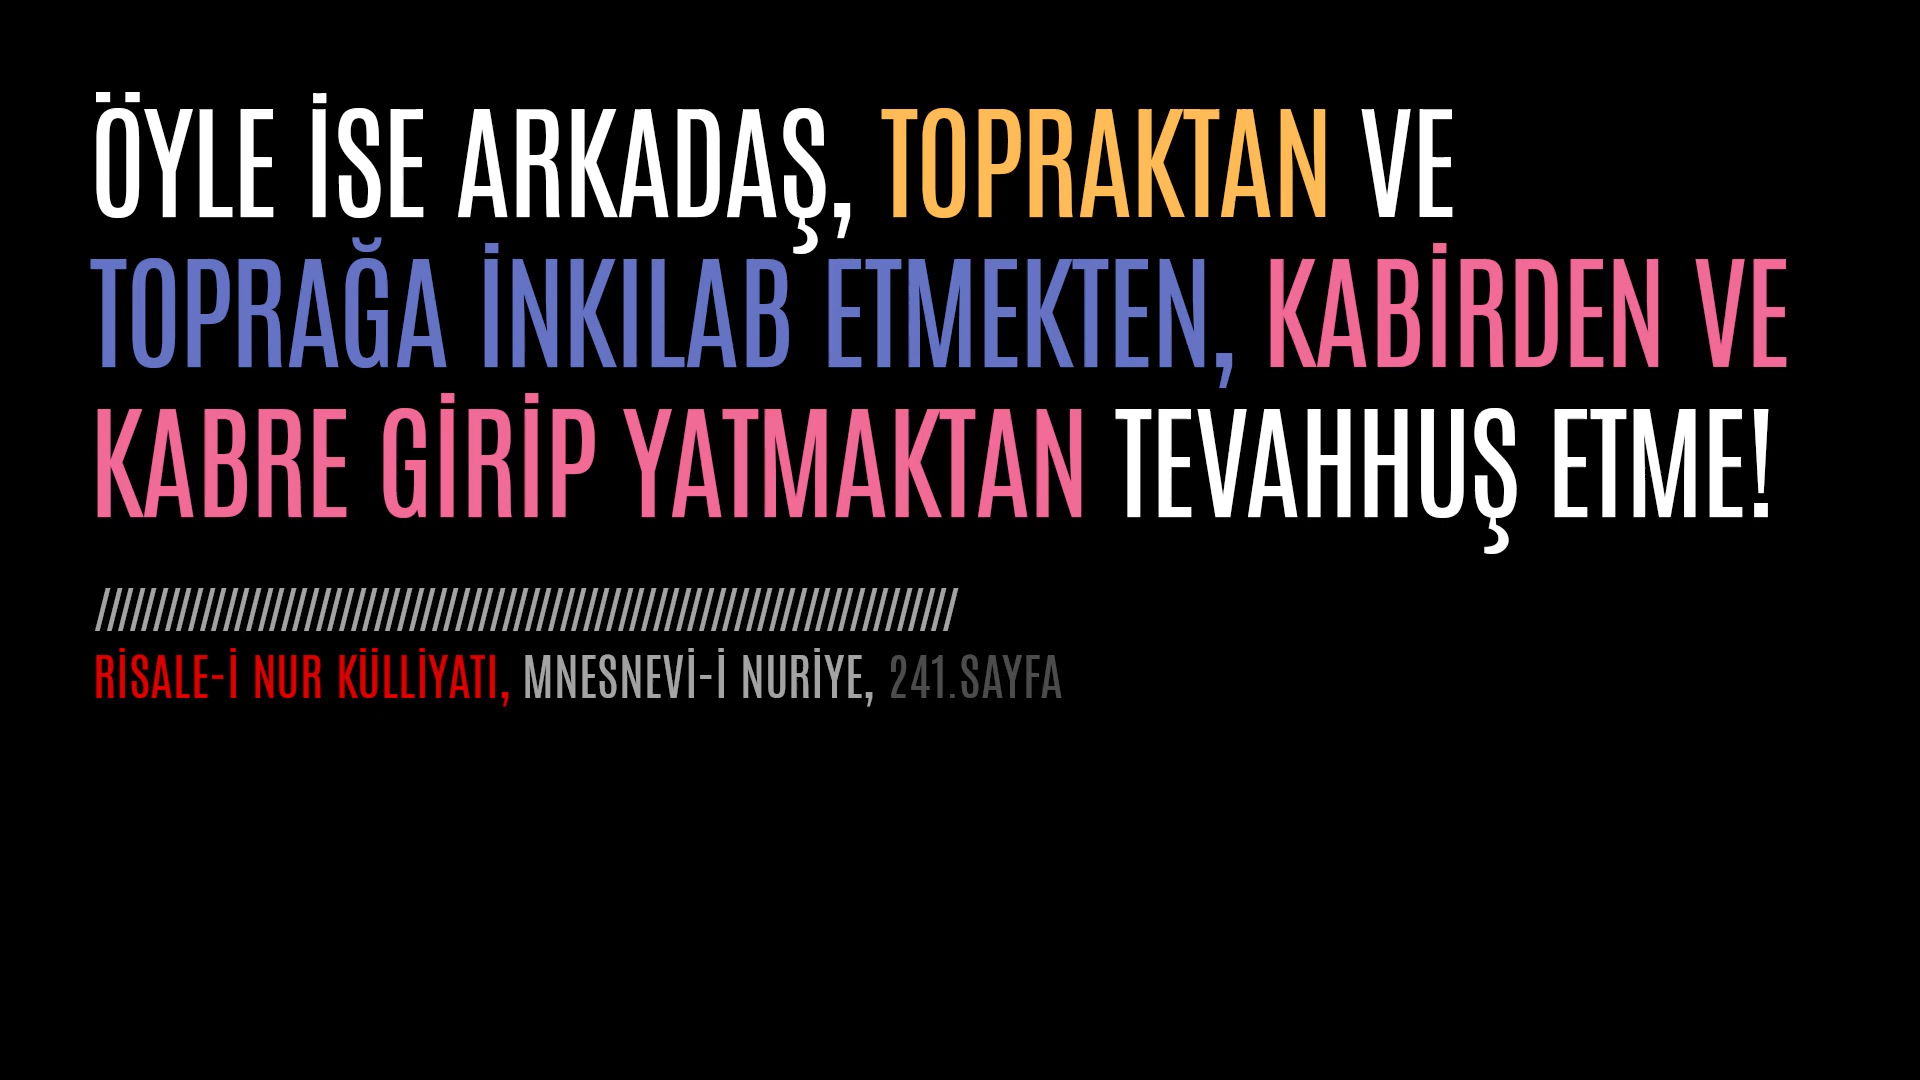 ÖYLE İSE ARKADAŞ, TOPRAKTAN VE
TOPRAĞA İNKILAB ETMEKTEN, KABİRDEN VE
KABRE GİRİP YATMAKTAN TEVAHHUŞ ETME!
//////////////////////////////////////////////////////////////////////////
RİSALE-İ NUR KÜLLİYATI, MNESNEVİ-İ NURİYE, 241.SAYFA